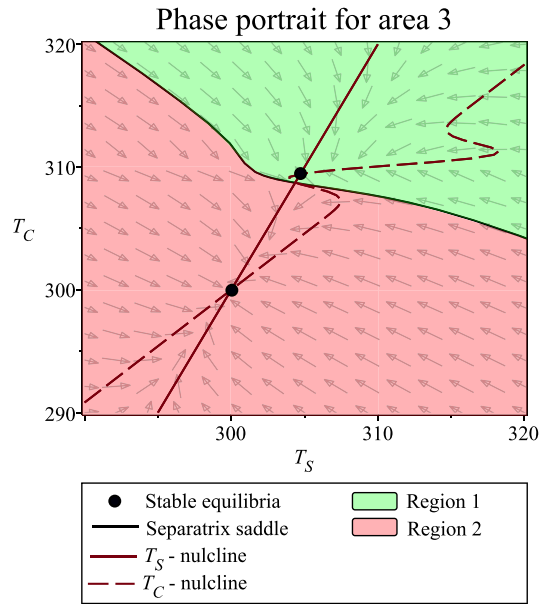 Phase portrait for area 3
320
310
T_C
300
290
300
310
320
T_S
Stable equilibria
Separatrix saddle
T_S - nulcline
T_C - nulcline
Region 1
Region 2